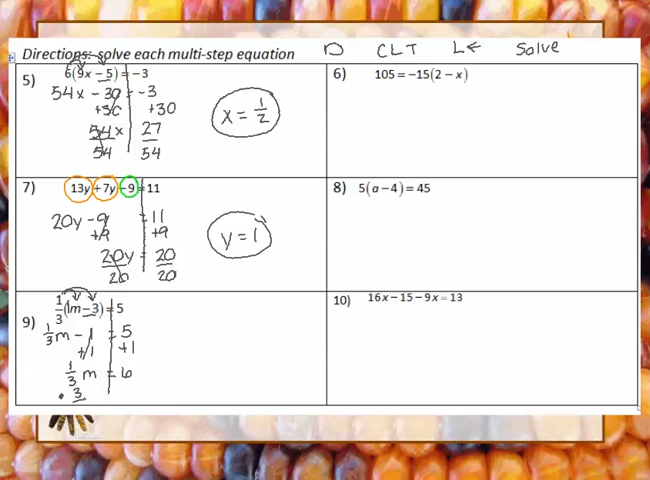 Directions: solve each multi-step equation
D CLT L← Solve
5) 6(9x − 5) = −3
54x − 30 = −3
+30 +30
54x 27
54 54
x = 1/2
6) 105 = −15(2 − x)
7) 13y + 7y − 9 = 11
20y − 9 = 11
+9 +9
20y = 20
20 20
y = 1
8) 5(a − 4) = 45
9) 1/3(1m − 3) = 5
1/3m − 1 = 5
+1 +1
1/3 m = 6
• 3
10) 16x − 15 − 9x = 13